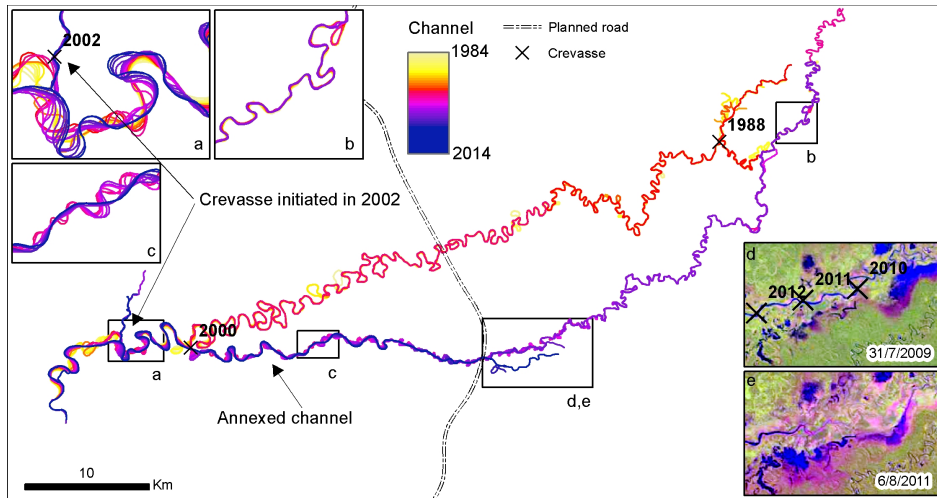 2002
a
b
c
Channel
1984
2014
Planned road
Crevasse
1988
b
Crevasse initiated in 2002
2000
a
c
d,e
Annexed channel
10
Km
d
2012
2011
2010
31/7/2009
e
6/8/2011